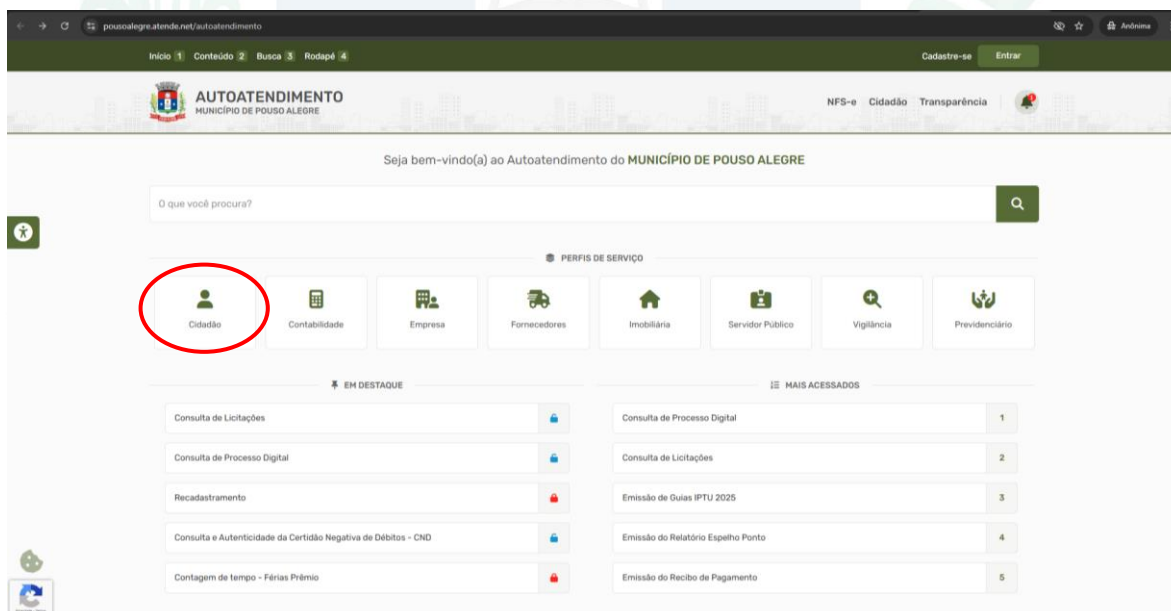 pousoalegre.atende.net/autoatendimento
Anônima
Início 1 Conteúdo 2 Busca 3 Rodapé 4
Cadastre-se Entrar
AUTOATENDIMENTO
MUNICÍPIO DE POUSO ALEGRE
NFS-e Cidadão Transparência
Seja bem-vindo(a) ao Autoatendimento do MUNICÍPIO DE POUSO ALEGRE
O que você procura?
PERFIS DE SERVIÇO
Cidadão Contabilidade Empresa Fornecedores Imobiliária Servidor Público Vigilância Previdenciário
EM DESTAQUE
Consulta de Licitações
Consulta de Processo Digital
Recadastramento
Consulta e Autenticidade da Certidão Negativa de Débitos - CND
Contagem de tempo - Férias Prêmio
MAIS ACESSADOS
Consulta de Processo Digital 1
Consulta de Licitações 2
Emissão de Guias IPTU 2025 3
Emissão do Relatório Espelho Ponto 4
Emissão do Recibo de Pagamento 5